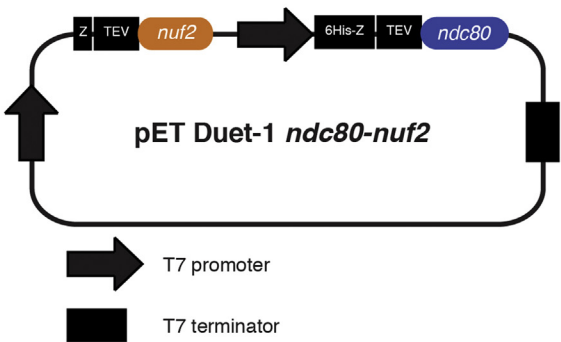 Z TEV nuf2 6His-Z TEV ndc80
pET Duet-1 ndc80-nuf2
T7 promoter
T7 terminator